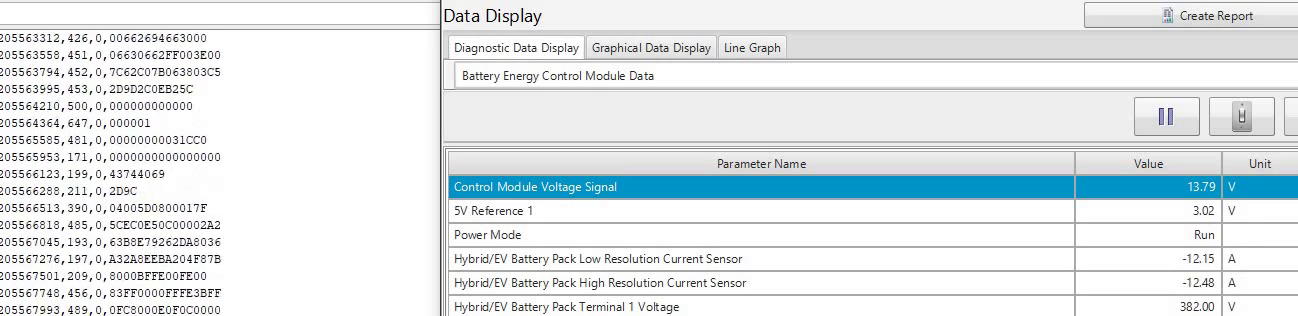 205563312,426,0,00662694663000
205563558,451,0,06630662FF003E00
205563794,452,0,7C62C07B063803C5
205563995,453,0,2D9D2C0EB25C
205564210,500,0,000000000000
205564364,647,0,000001
205565585,481,0,00000000031CC0
205565953,171,0,0000000000000000
205566123,199,0,43744069
205566288,211,0,2D9C
205566513,390,0,04005D0800017F
205566818,485,0,5CEC0E50C00002A2
205567045,193,0,63B8E79262DA8036
205567276,197,0,A32A8EEBA204F87B
205567501,209,0,8000BFFE00FE00
205567748,456,0,83FF0000FFFE3BFF
205567993,489,0,0FC8000E0F0C0000
Data Display
Create Report
Diagnostic Data Display Graphical Data Display Line Graph
Battery Energy Control Module Data
Parameter Name Value Unit
Control Module Voltage Signal 13.79 V
5V Reference 1 3.02 V
Power Mode Run
Hybrid/EV Battery Pack Low Resolution Current Sensor -12.15 A
Hybrid/EV Battery Pack High Resolution Current Sensor -12.48 A
Hybrid/EV Battery Pack Terminal 1 Voltage 382.00 V